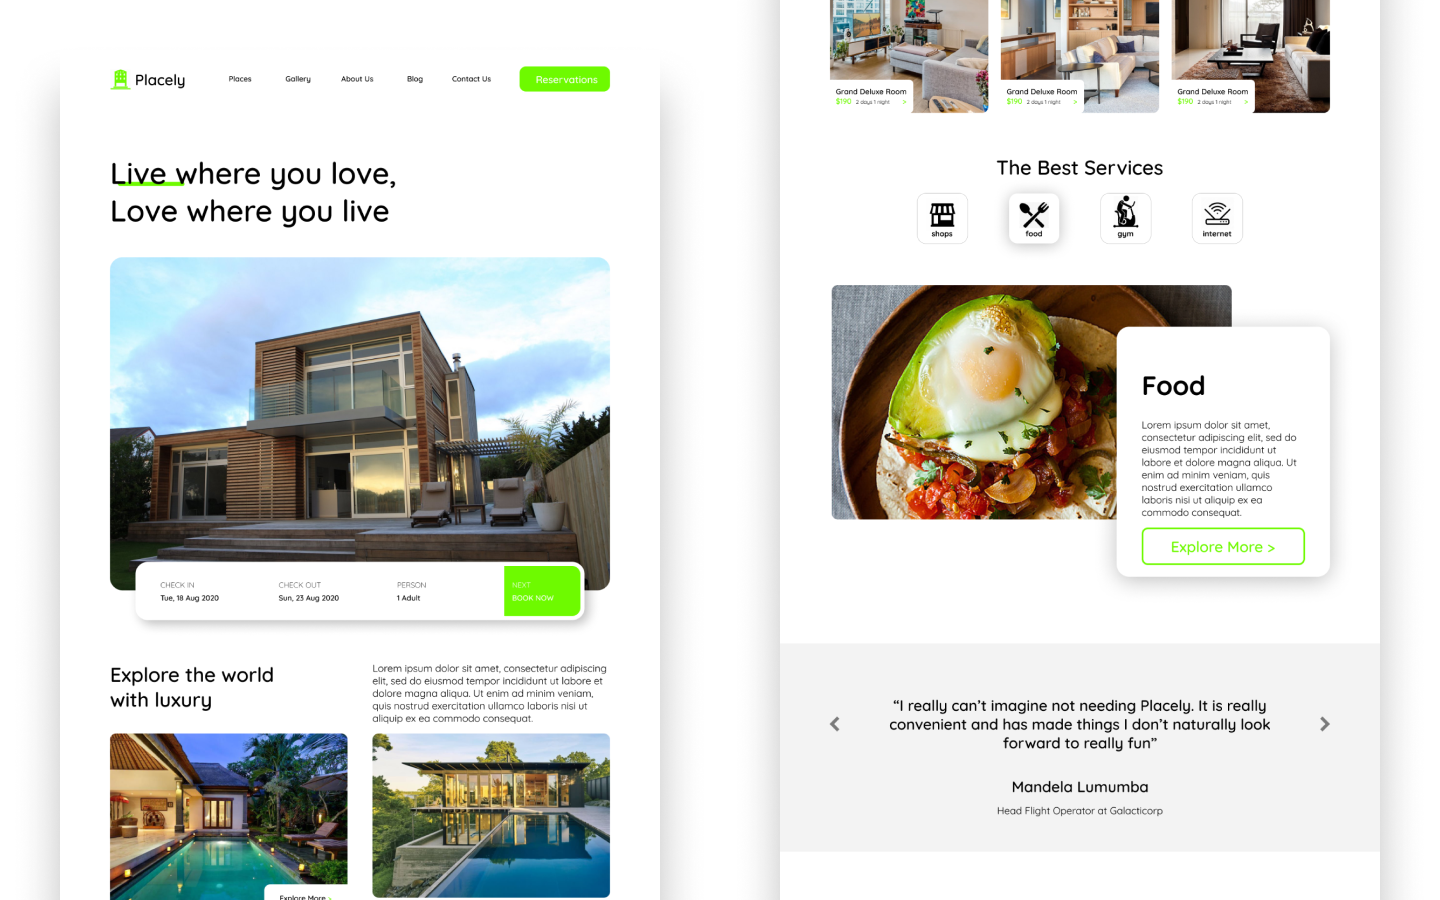 Placely
Places
Gallery
About Us
Blog
Contact Us
Reservations
Live where you love,
Love where you live
CHECK IN
Tue, 18 Aug 2020
CHECK OUT
Sun, 23 Aug 2020
PERSON
1 Adult
NEXT
BOOK NOW
Explore the world
with luxury
Lorem ipsum dolor sit amet, consectetur adipiscing
elit, sed do eiusmod tempor incididunt ut labore et
dolore magna aliqua. Ut enim ad minim veniam,
quis nostrud exercitation ullamco laboris nisi ut
aliquip ex ea commodo consequat.
Explore More >
Grand Deluxe Room
$190 2 days 1 night >
Grand Deluxe Room
$190 2 days 1 night >
Grand Deluxe Room
$190 2 days 1 night >
The Best Services
shops
food
gym
internet
Food
Lorem ipsum dolor sit amet,
consectetur adipiscing elit, sed do
eiusmod tempor incididunt ut
labore et dolore magna aliqua. Ut
enim ad minim veniam, quis
nostrud exercitation ullamco
laboris nisi ut aliquip ex ea
commodo consequat.
Explore More >
“I really can’t imagine not needing Placely. It is really
convenient and has made things I don’t naturally look
forward to really fun”
Mandela Lumumba
Head Flight Operator at Galacticorp